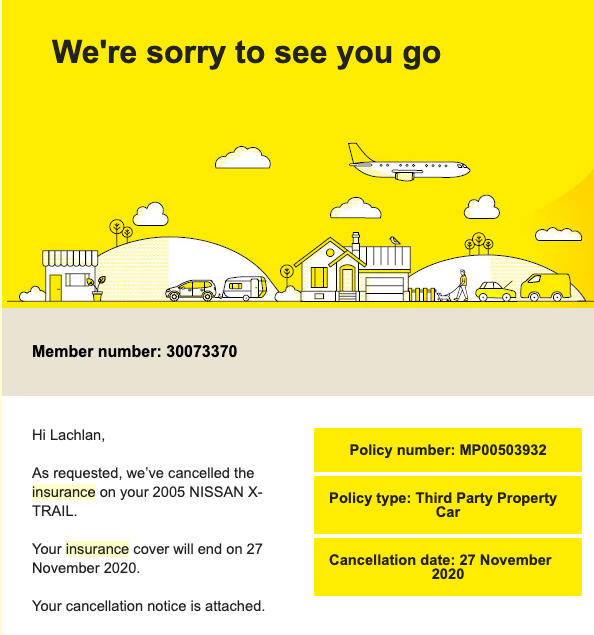 We're sorry to see you go
Member number: 30073370
Hi Lachlan,
As requested, we’ve cancelled the
insurance on your 2005 NISSAN X-
TRAIL.
Your insurance cover will end on 27
November 2020.
Your cancellation notice is attached.
Policy number: MP00503932
Policy type: Third Party Property
Car
Cancellation date: 27 November
2020